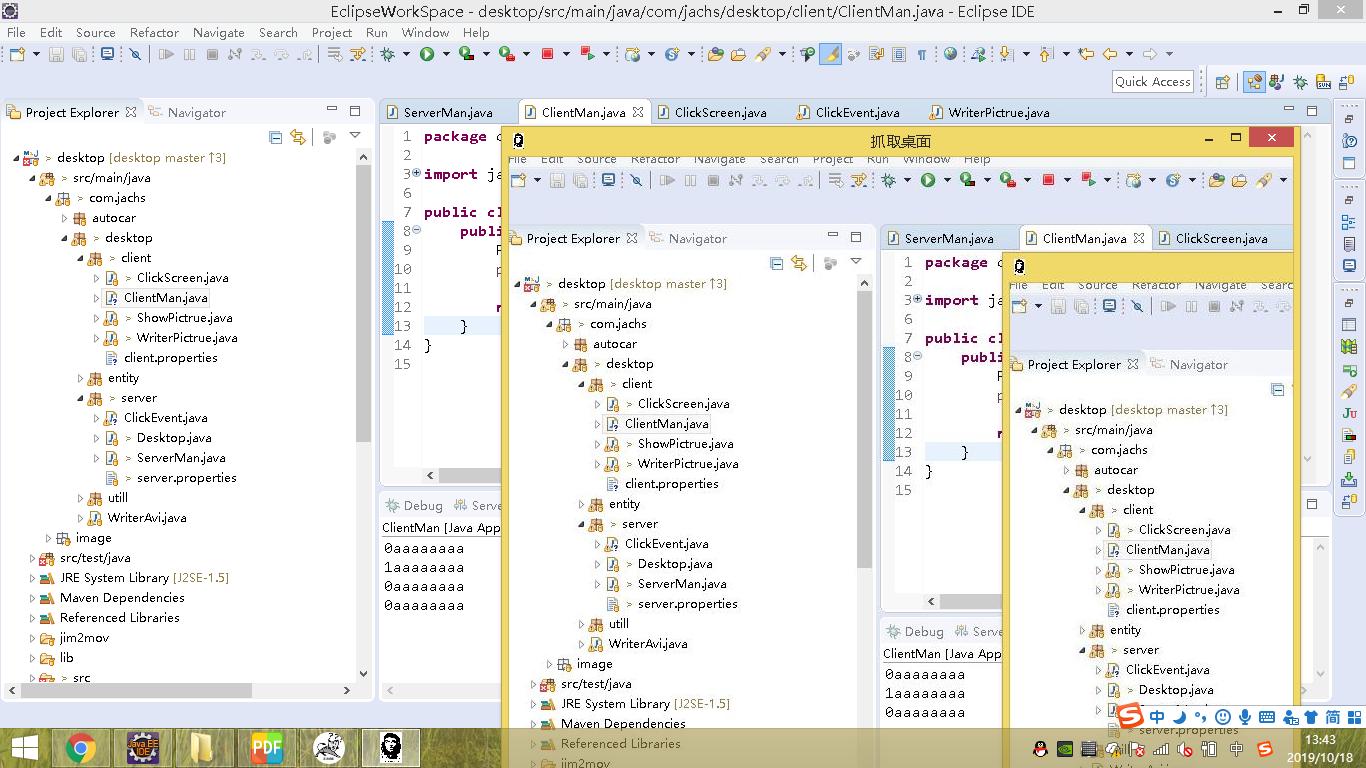 EclipseWorkSpace - desktop/src/main/java/com/jachs/desktop/client/ClientMan.java - Eclipse IDE
File Edit Source Refactor Navigate Search Project Run Window Help
Quick Access
Project Explorer Navigator
> desktop [desktop master ↑3]
> src/main/java
> com.jachs
autocar
> desktop
> client
> ClickScreen.java
ClientMan.java
> ShowPictrue.java
> WriterPictrue.java
client.properties
entity
> server
ClickEvent.java
> Desktop.java
> ServerMan.java
> server.properties
utill
WriterAvi.java
image
src/test/java
JRE System Library [J2SE-1.5]
Maven Dependencies
Referenced Libraries
jim2mov
lib
> src
ServerMan.java ClientMan.java ClickScreen.java ClickEvent.java WriterPictrue.java
1 package c
2
3 import ja
6
7 public cl
8 publi
9
10 p
11
12
13 }
14 }
15
Debug Serve
ClientMan [Java App
0aaaaaaaa
1aaaaaaaa
0aaaaaaaa
0aaaaaaaa
抓取桌面
File Edit Source Refactor Navigate Search Project Run Window Help
Project Explorer Navigator
> desktop [desktop master ↑3]
> src/main/java
> com.jachs
autocar
> desktop
> client
> ClickScreen.java
ClientMan.java
> ShowPictrue.java
> WriterPictrue.java
client.properties
entity
> server
ClickEvent.java
> Desktop.java
> ServerMan.java
> server.properties
utill
WriterAvi.java
image
src/test/java
JRE System Library [J2SE-1.5]
Maven Dependencies
Referenced Libraries
jim2mov
ServerMan.java ClientMan.java ClickScreen.java
1 package c
2
3 import ja
6
7 public cl
8 publi
9
10 p
11
12
13 }
14 }
15
Debug Serve
ClientMan [Java App
0aaaaaaaa
1aaaaaaaa
0aaaaaaaa
File Edit Source Refactor Navigate Searc
Project Explorer Navigator
> desktop [desktop master ↑3]
> src/main/java
> com.jachs
autocar
> desktop
> client
> ClickScreen.java
ClientMan.java
> ShowPictrue.java
> WriterPictrue.java
client.properties
entity
> server
ClickEvent.java
> Desktop.java
server.properties
中 简
PDF
Java EE
IDE
中
13:43
2019/10/18